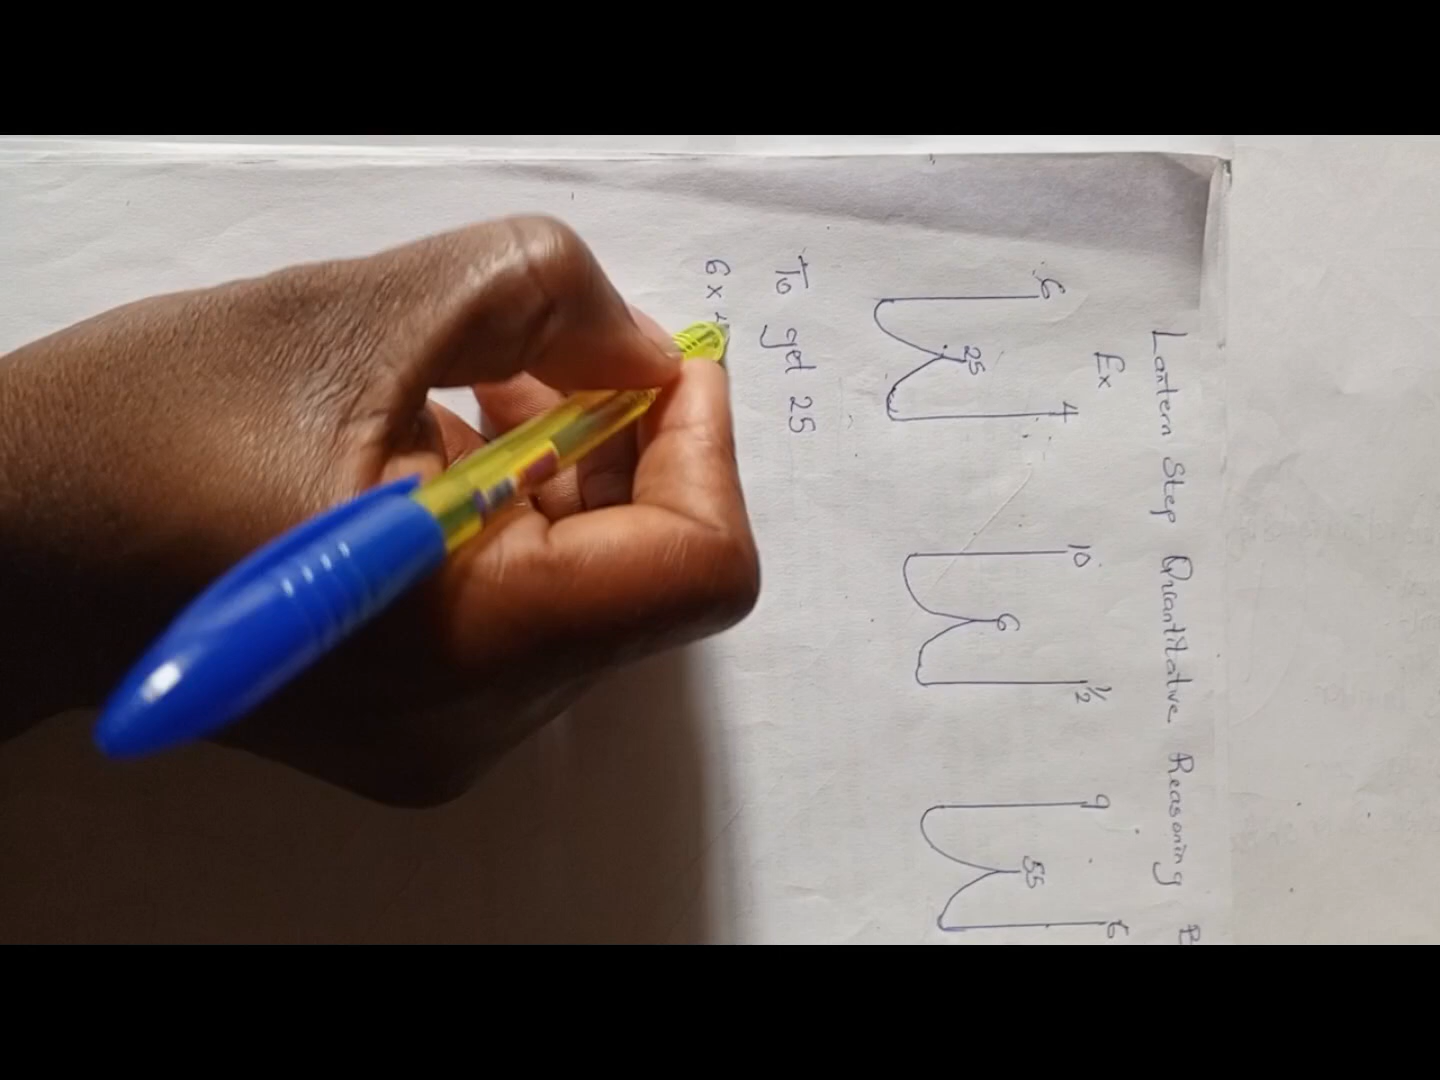 Lantern Step Quantitative Reasoning B
Ex
6 4 10 1/2 9 6
25 6 55
To get 25
6 x